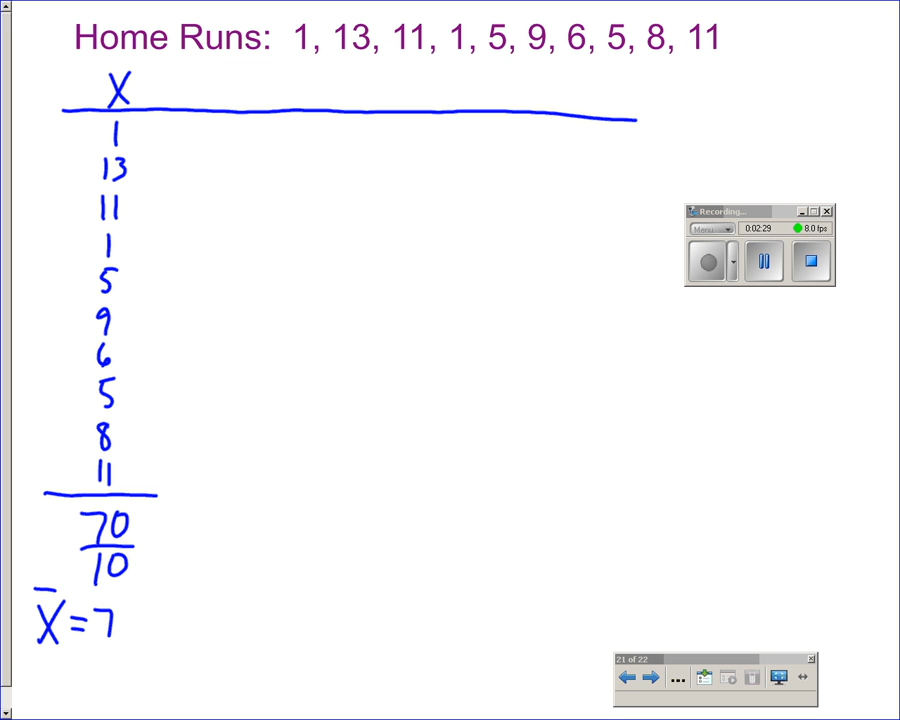 Home Runs: 1, 13, 11, 1, 5, 9, 6, 5, 8, 11
X
1
13
11
1
5
9
6
5
8
11
70
10
X̄ = 7
Recording...
Menu 0:02:29 8.0 fps
21 of 22
...